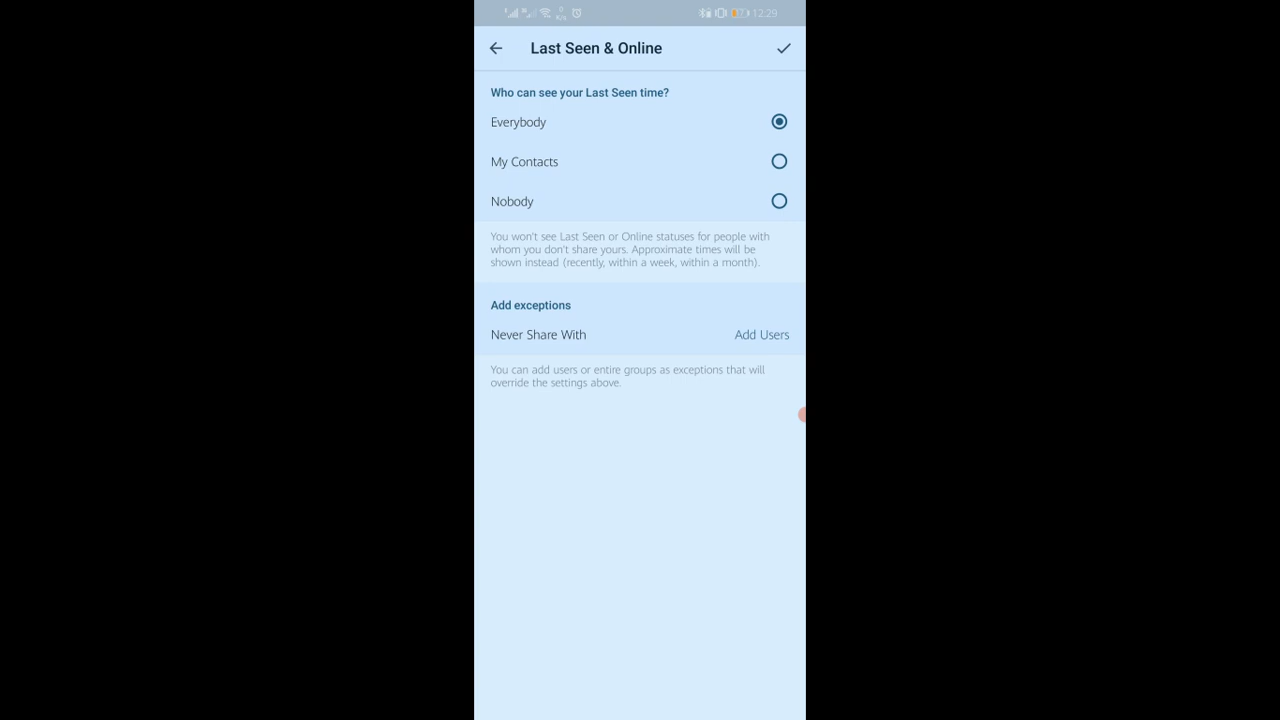 12:29
Last Seen & Online
Who can see your Last Seen time?
Everybody
My Contacts
Nobody
You won't see Last Seen or Online statuses for people with
whom you don't share yours. Approximate times will be
shown instead (recently, within a week, within a month).
Add exceptions
Never Share With
Add Users
You can add users or entire groups as exceptions that will
override the settings above.